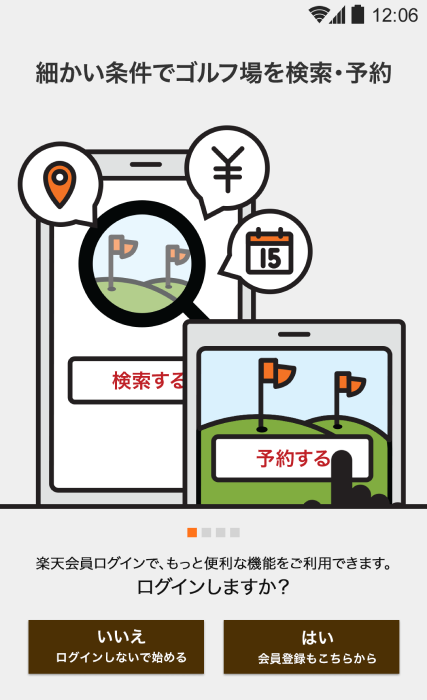 12:06
細かい条件でゴルフ場を検索・予約
¥
15
検索する
予約する
楽天会員ログインで、もっと便利な機能をご利用できます。
ログインしますか？
いいえ
ログインしないで始める
はい
会員登録もこちらから